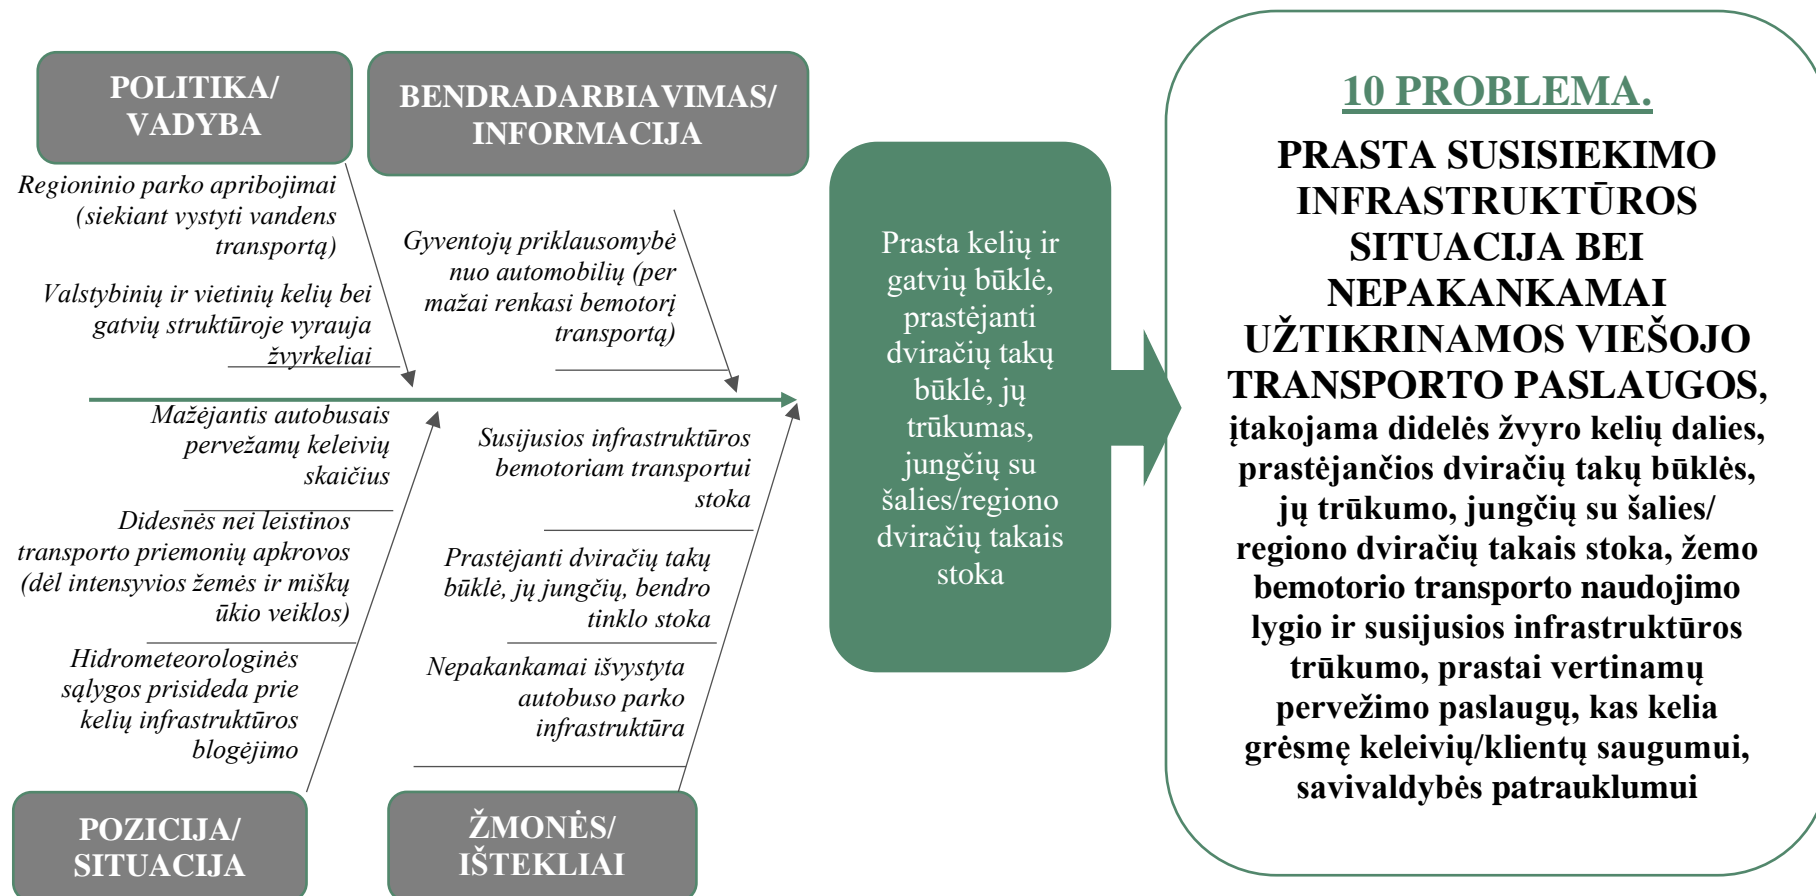 POLITIKA/
VADYBA
BENDRADARBIAVIMAS/
INFORMACIJA
Regioninio parko apribojimai
(siekiant vystyti vandens
transportą)
Valstybinių ir vietinių kelių bei
gatvių struktūroje vyrauja
žvyrkeliai
Gyventojų priklausomybė
nuo automobilių (per
mažai renkasi bemotorį
transportą)
Mažėjantis autobusais
pervežamų keleivių
skaičius
Didesnės nei leistinos
transporto priemonių apkrovos
(dėl intensyvios žemės ir miškų
ūkio veiklos)
Hidrometeorologinės
sąlygos prisideda prie
kelių infrastruktūros
blogėjimo
Susijusios infrastruktūros
bemotoriam transportui
stoka
Prastėjanti dviračių takų
būklė, jų jungčių, bendro
tinklo stoka
Nepakankamai išvystyta
autobuso parko
infrastruktūra
POZICIJA/
SITUACIJA
ŽMONĖS/
IŠTEKLIAI
Prasta kelių ir
gatvių būklė,
prastėjanti
dviračių takų
būklė, jų
trūkumas,
jungčių su
šalies/regiono
dviračių takais
stoka
10 PROBLEMA.
PRASTA SUSISIEKIMO
INFRASTRUKTŪROS
SITUACIJA BEI
NEPAKANKAMAI
UŽTIKRINAMOS VIEŠOJO
TRANSPORTO PASLAUGOS,
įtakojama didelės žvyro kelių dalies,
prastėjančios dviračių takų būklės,
jų trūkumo, jungčių su šalies/
regiono dviračių takais stoka, žemo
bemotorio transporto naudojimo
lygio ir susijusios infrastruktūros
trūkumo, prastai vertinamų
pervežimo paslaugų, kas kelia
grėsmę keleivių/klientų saugumui,
savivaldybės patrauklumui